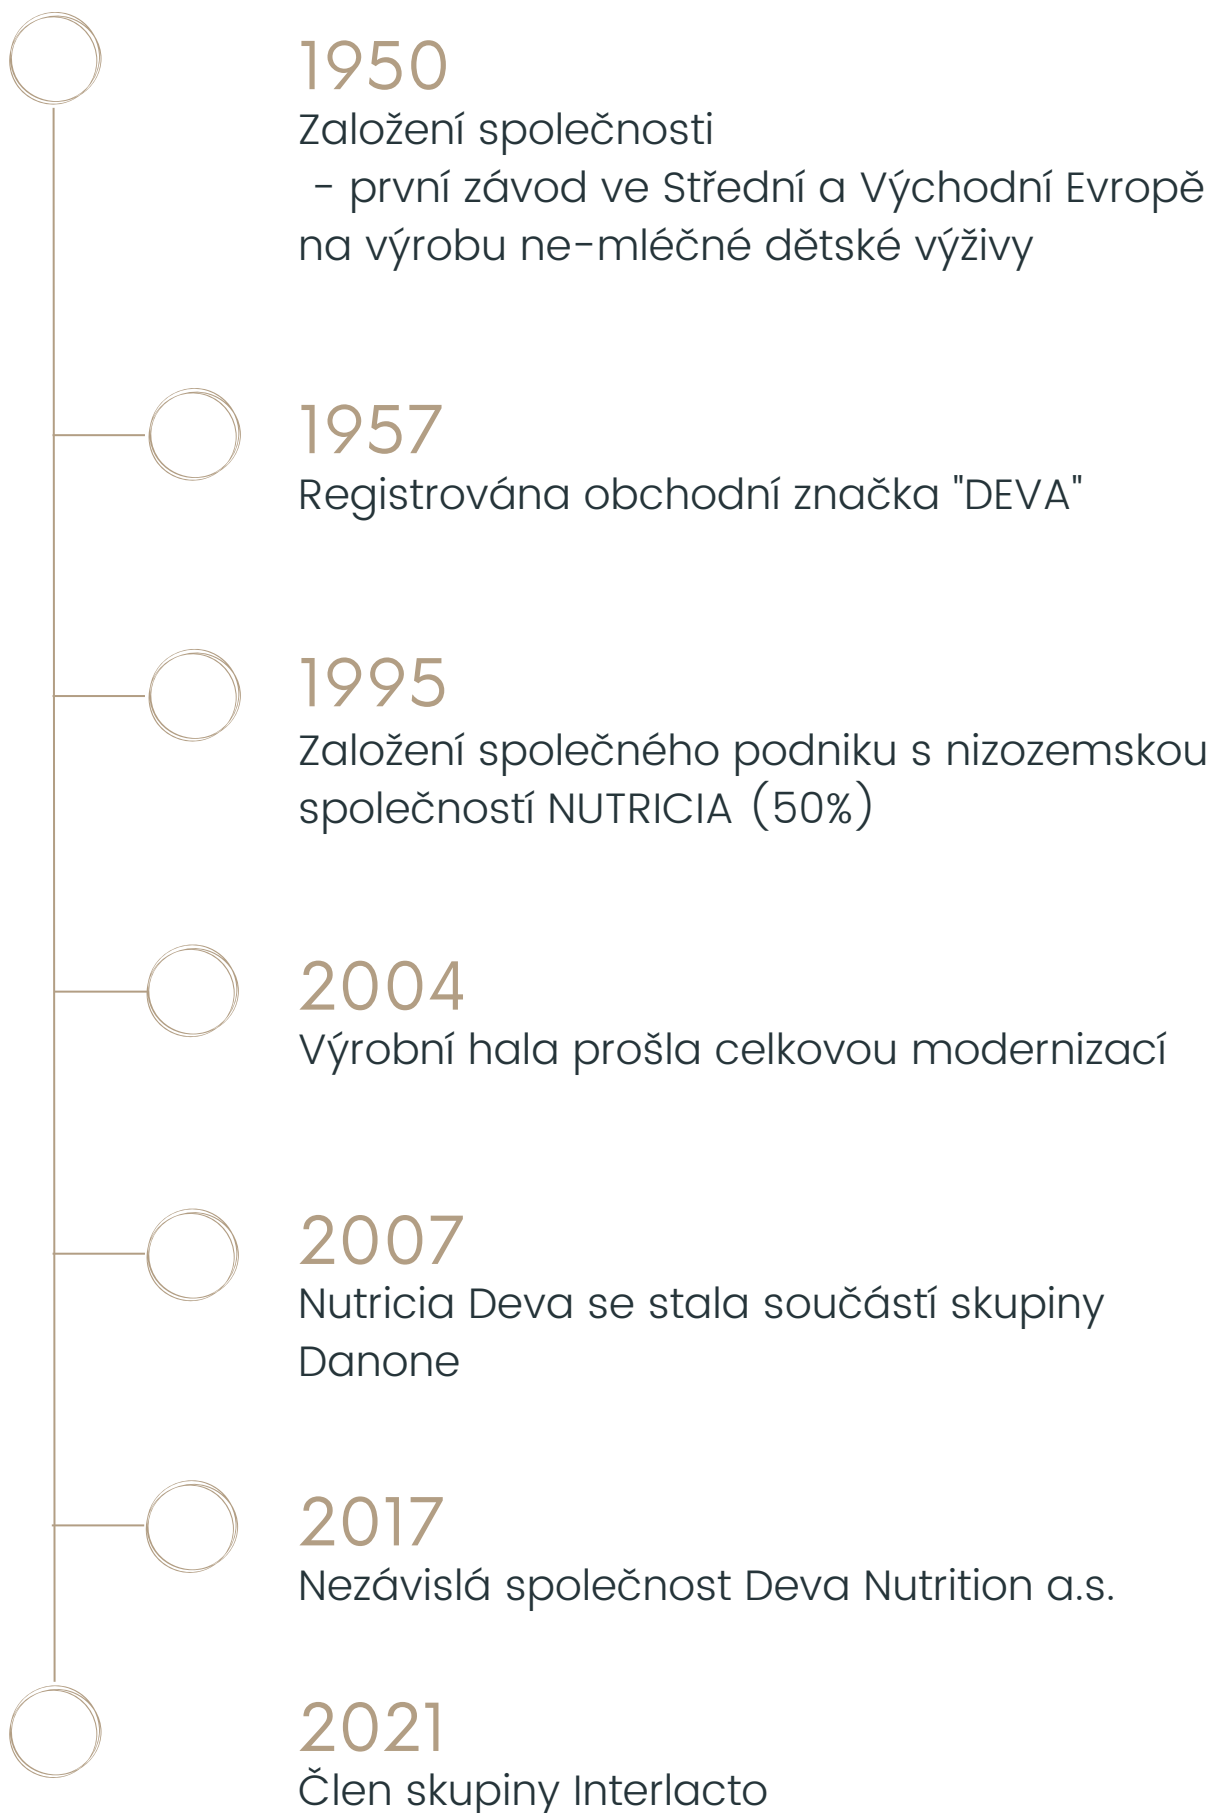 1950
Založení společnosti
- první závod ve Střední a Východní Evropě
na výrobu ne-mléčné dětské výživy
1957
Registrována obchodní značka "DEVA"
1995
Založení společného podniku s nizozemskou
společností NUTRICIA (50%)
2004
Výrobní hala prošla celkovou modernizací
2007
Nutricia Deva se stala součástí skupiny
Danone
2017
Nezávislá společnost Deva Nutrition a.s.
2021
Člen skupiny Interlacto